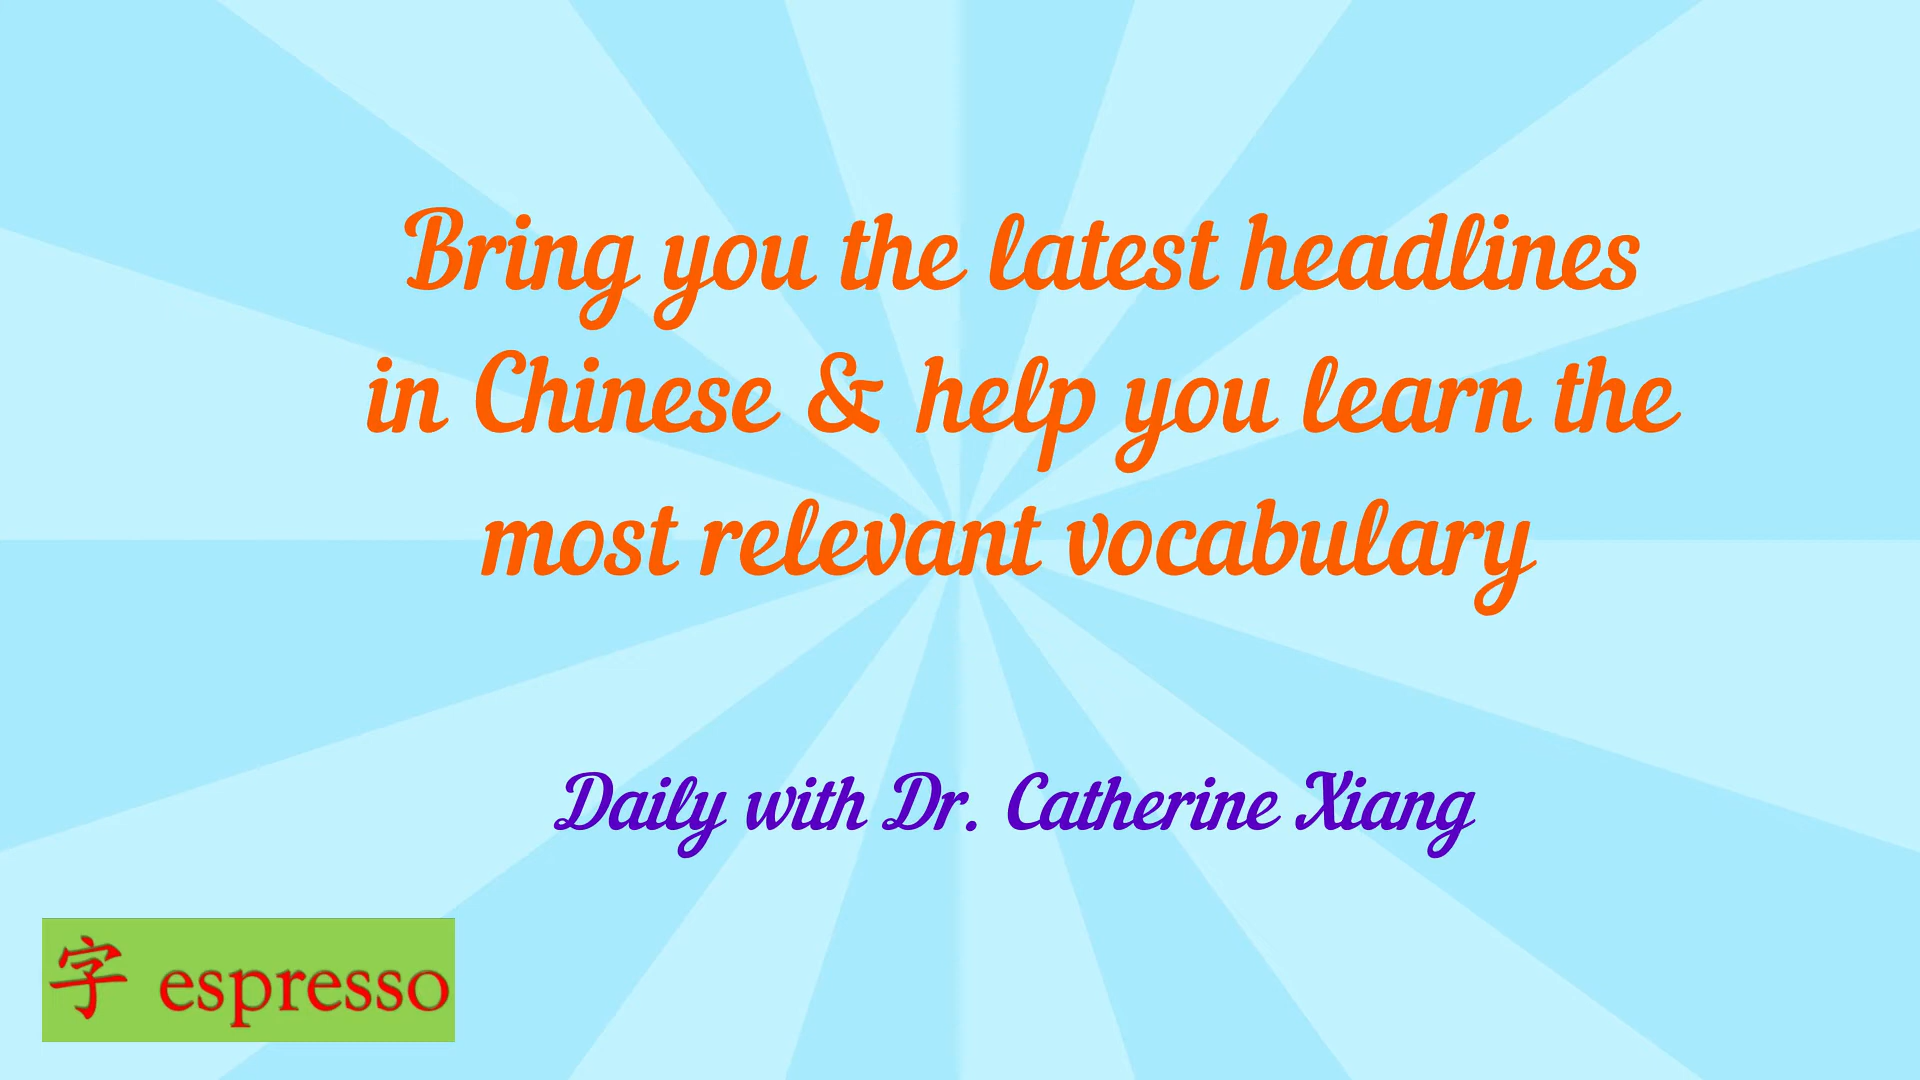 Bring you the latest headlines
in Chinese & help you learn the
most relevant vocabulary
Daily with Dr. Catherine Xiang
字 espresso